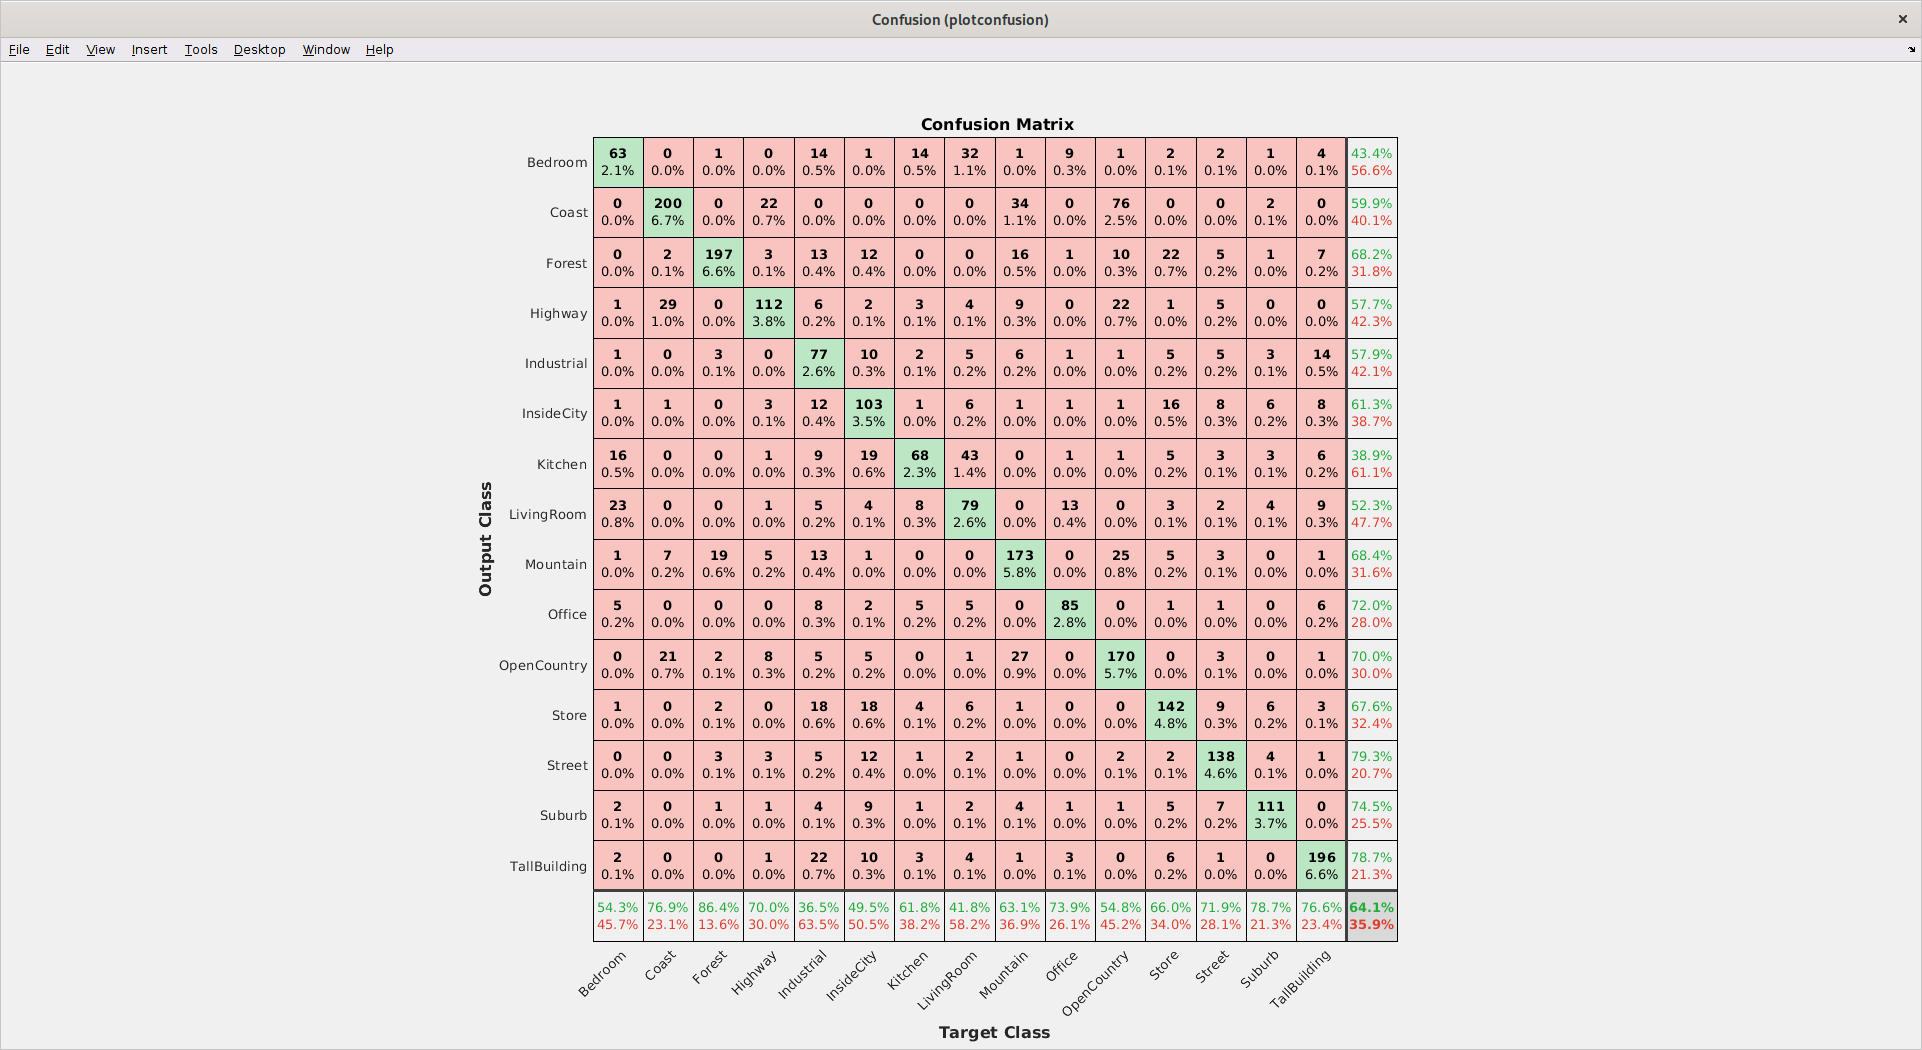 Confusion (plotconfusion)
File Edit View Insert Tools Desktop Window Help
Confusion Matrix
Bedroom 63 0 1 0 14 1 14 32 1 9 1 2 2 1 4 43.4%
2.1% 0.0% 0.0% 0.0% 0.5% 0.0% 0.5% 1.1% 0.0% 0.3% 0.0% 0.1% 0.1% 0.0% 0.1% 56.6%
Coast 0 200 0 22 0 0 0 0 34 0 76 0 0 2 0 59.9%
0.0% 6.7% 0.0% 0.7% 0.0% 0.0% 0.0% 0.0% 1.1% 0.0% 2.5% 0.0% 0.0% 0.1% 0.0% 40.1%
Forest 0 2 197 3 13 12 0 0 16 1 10 22 5 1 7 68.2%
0.0% 0.1% 6.6% 0.1% 0.4% 0.4% 0.0% 0.0% 0.5% 0.0% 0.3% 0.7% 0.2% 0.0% 0.2% 31.8%
Highway 1 29 0 112 6 2 3 4 9 0 22 1 5 0 0 57.7%
0.0% 1.0% 0.0% 3.8% 0.2% 0.1% 0.1% 0.1% 0.3% 0.0% 0.7% 0.0% 0.2% 0.0% 0.0% 42.3%
Industrial 1 0 3 0 77 10 2 5 6 1 1 5 5 3 14 57.9%
0.0% 0.0% 0.1% 0.0% 2.6% 0.3% 0.1% 0.2% 0.2% 0.0% 0.0% 0.2% 0.2% 0.1% 0.5% 42.1%
InsideCity 1 1 0 3 12 103 1 6 1 1 1 16 8 6 8 61.3%
0.0% 0.0% 0.0% 0.1% 0.4% 3.5% 0.0% 0.2% 0.0% 0.0% 0.0% 0.5% 0.3% 0.2% 0.3% 38.7%
Kitchen 16 0 0 1 9 19 68 43 0 1 1 5 3 3 6 38.9%
0.5% 0.0% 0.0% 0.0% 0.3% 0.6% 2.3% 1.4% 0.0% 0.0% 0.0% 0.2% 0.1% 0.1% 0.2% 61.1%
LivingRoom 23 0 0 1 5 4 8 79 0 13 0 3 2 4 9 52.3%
0.8% 0.0% 0.0% 0.0% 0.2% 0.1% 0.3% 2.6% 0.0% 0.4% 0.0% 0.1% 0.1% 0.1% 0.3% 47.7%
Mountain 1 7 19 5 13 1 0 0 173 0 25 5 3 0 1 68.4%
0.0% 0.2% 0.6% 0.2% 0.4% 0.0% 0.0% 0.0% 5.8% 0.0% 0.8% 0.2% 0.1% 0.0% 0.0% 31.6%
Office 5 0 0 0 8 2 5 5 0 85 0 1 1 0 6 72.0%
0.2% 0.0% 0.0% 0.0% 0.3% 0.1% 0.2% 0.2% 0.0% 2.8% 0.0% 0.0% 0.0% 0.0% 0.2% 28.0%
OpenCountry 0 21 2 8 5 5 0 1 27 0 170 0 3 0 1 70.0%
0.0% 0.7% 0.1% 0.3% 0.2% 0.2% 0.0% 0.0% 0.9% 0.0% 5.7% 0.0% 0.1% 0.0% 0.0% 30.0%
Store 1 0 2 0 18 18 4 6 1 0 0 142 9 6 3 67.6%
0.0% 0.0% 0.1% 0.0% 0.6% 0.6% 0.1% 0.2% 0.0% 0.0% 0.0% 4.8% 0.3% 0.2% 0.1% 32.4%
Street 0 0 3 3 5 12 1 2 1 0 2 2 138 4 1 79.3%
0.0% 0.0% 0.1% 0.1% 0.2% 0.4% 0.0% 0.1% 0.0% 0.0% 0.1% 0.1% 4.6% 0.1% 0.0% 20.7%
Suburb 2 0 1 1 4 9 1 2 4 1 1 5 7 111 0 74.5%
0.1% 0.0% 0.0% 0.0% 0.1% 0.3% 0.0% 0.1% 0.1% 0.0% 0.0% 0.2% 0.2% 3.7% 0.0% 25.5%
TallBuilding 2 0 0 1 22 10 3 4 1 3 0 6 1 0 196 78.7%
0.1% 0.0% 0.0% 0.0% 0.7% 0.3% 0.1% 0.1% 0.0% 0.1% 0.0% 0.2% 0.0% 0.0% 6.6% 21.3%
54.3% 76.9% 86.4% 70.0% 36.5% 49.5% 61.8% 41.8% 63.1% 73.9% 54.8% 66.0% 71.9% 78.7% 76.6% 64.1%
45.7% 23.1% 13.6% 30.0% 63.5% 50.5% 38.2% 58.2% 36.9% 26.1% 45.2% 34.0% 28.1% 21.3% 23.4% 35.9%
Bedroom Coast Forest Highway Industrial InsideCity Kitchen LivingRoom Mountain Office OpenCountry Store Street Suburb TallBuilding
Target Class
Output Class